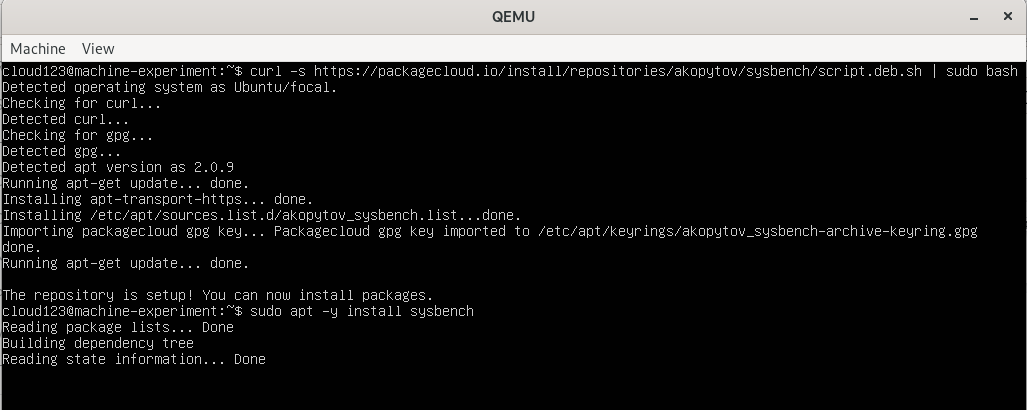 QEMU
Machine View
cloud123@machine-experiment:~$ curl -s https://packagecloud.io/install/repositories/akopytov/sysbench/script.deb.sh | sudo bash
Detected operating system as Ubuntu/focal.
Checking for curl...
Detected curl...
Checking for gpg...
Detected gpg...
Detected apt version as 2.0.9
Running apt-get update... done.
Installing apt-transport-https... done.
Installing /etc/apt/sources.list.d/akopytov_sysbench.list...done.
Importing packagecloud gpg key... Packagecloud gpg key imported to /etc/apt/keyrings/akopytov_sysbench-archive-keyring.gpg
done.
Running apt-get update... done.
The repository is setup! You can now install packages.
cloud123@machine-experiment:~$ sudo apt -y install sysbench
Reading package lists... Done
Building dependency tree
Reading state information... Done